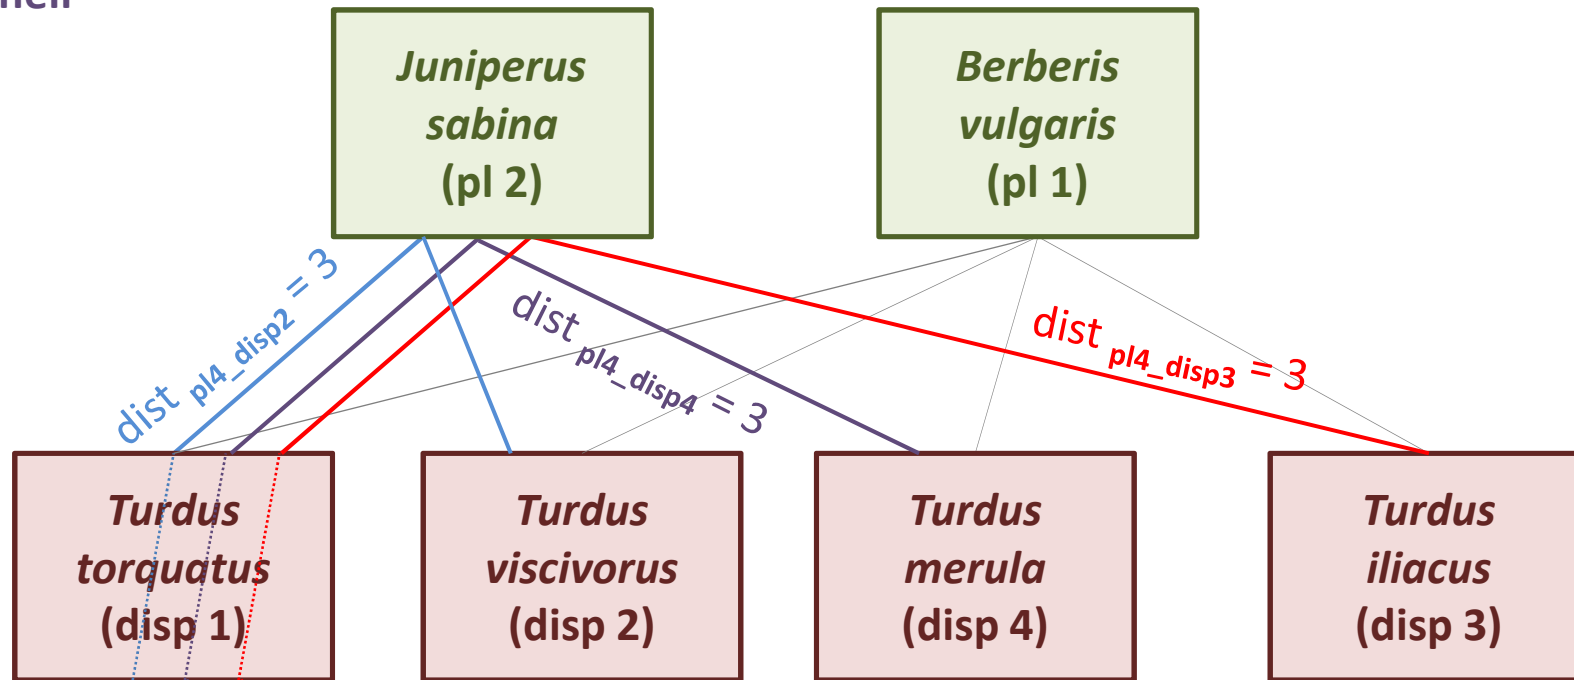 Juniperus
sabina
(pl 2)
Berberis
vulgaris
(pl 1)
dist pl4_disp2 = 3
dist pl4_disp4 = 3
dist pl4_disp3 = 3
Turdus
torquatus
(disp 1)
Turdus
viscivorus
(disp 2)
Turdus
merula
(disp 4)
Turdus
iliacus
(disp 3)